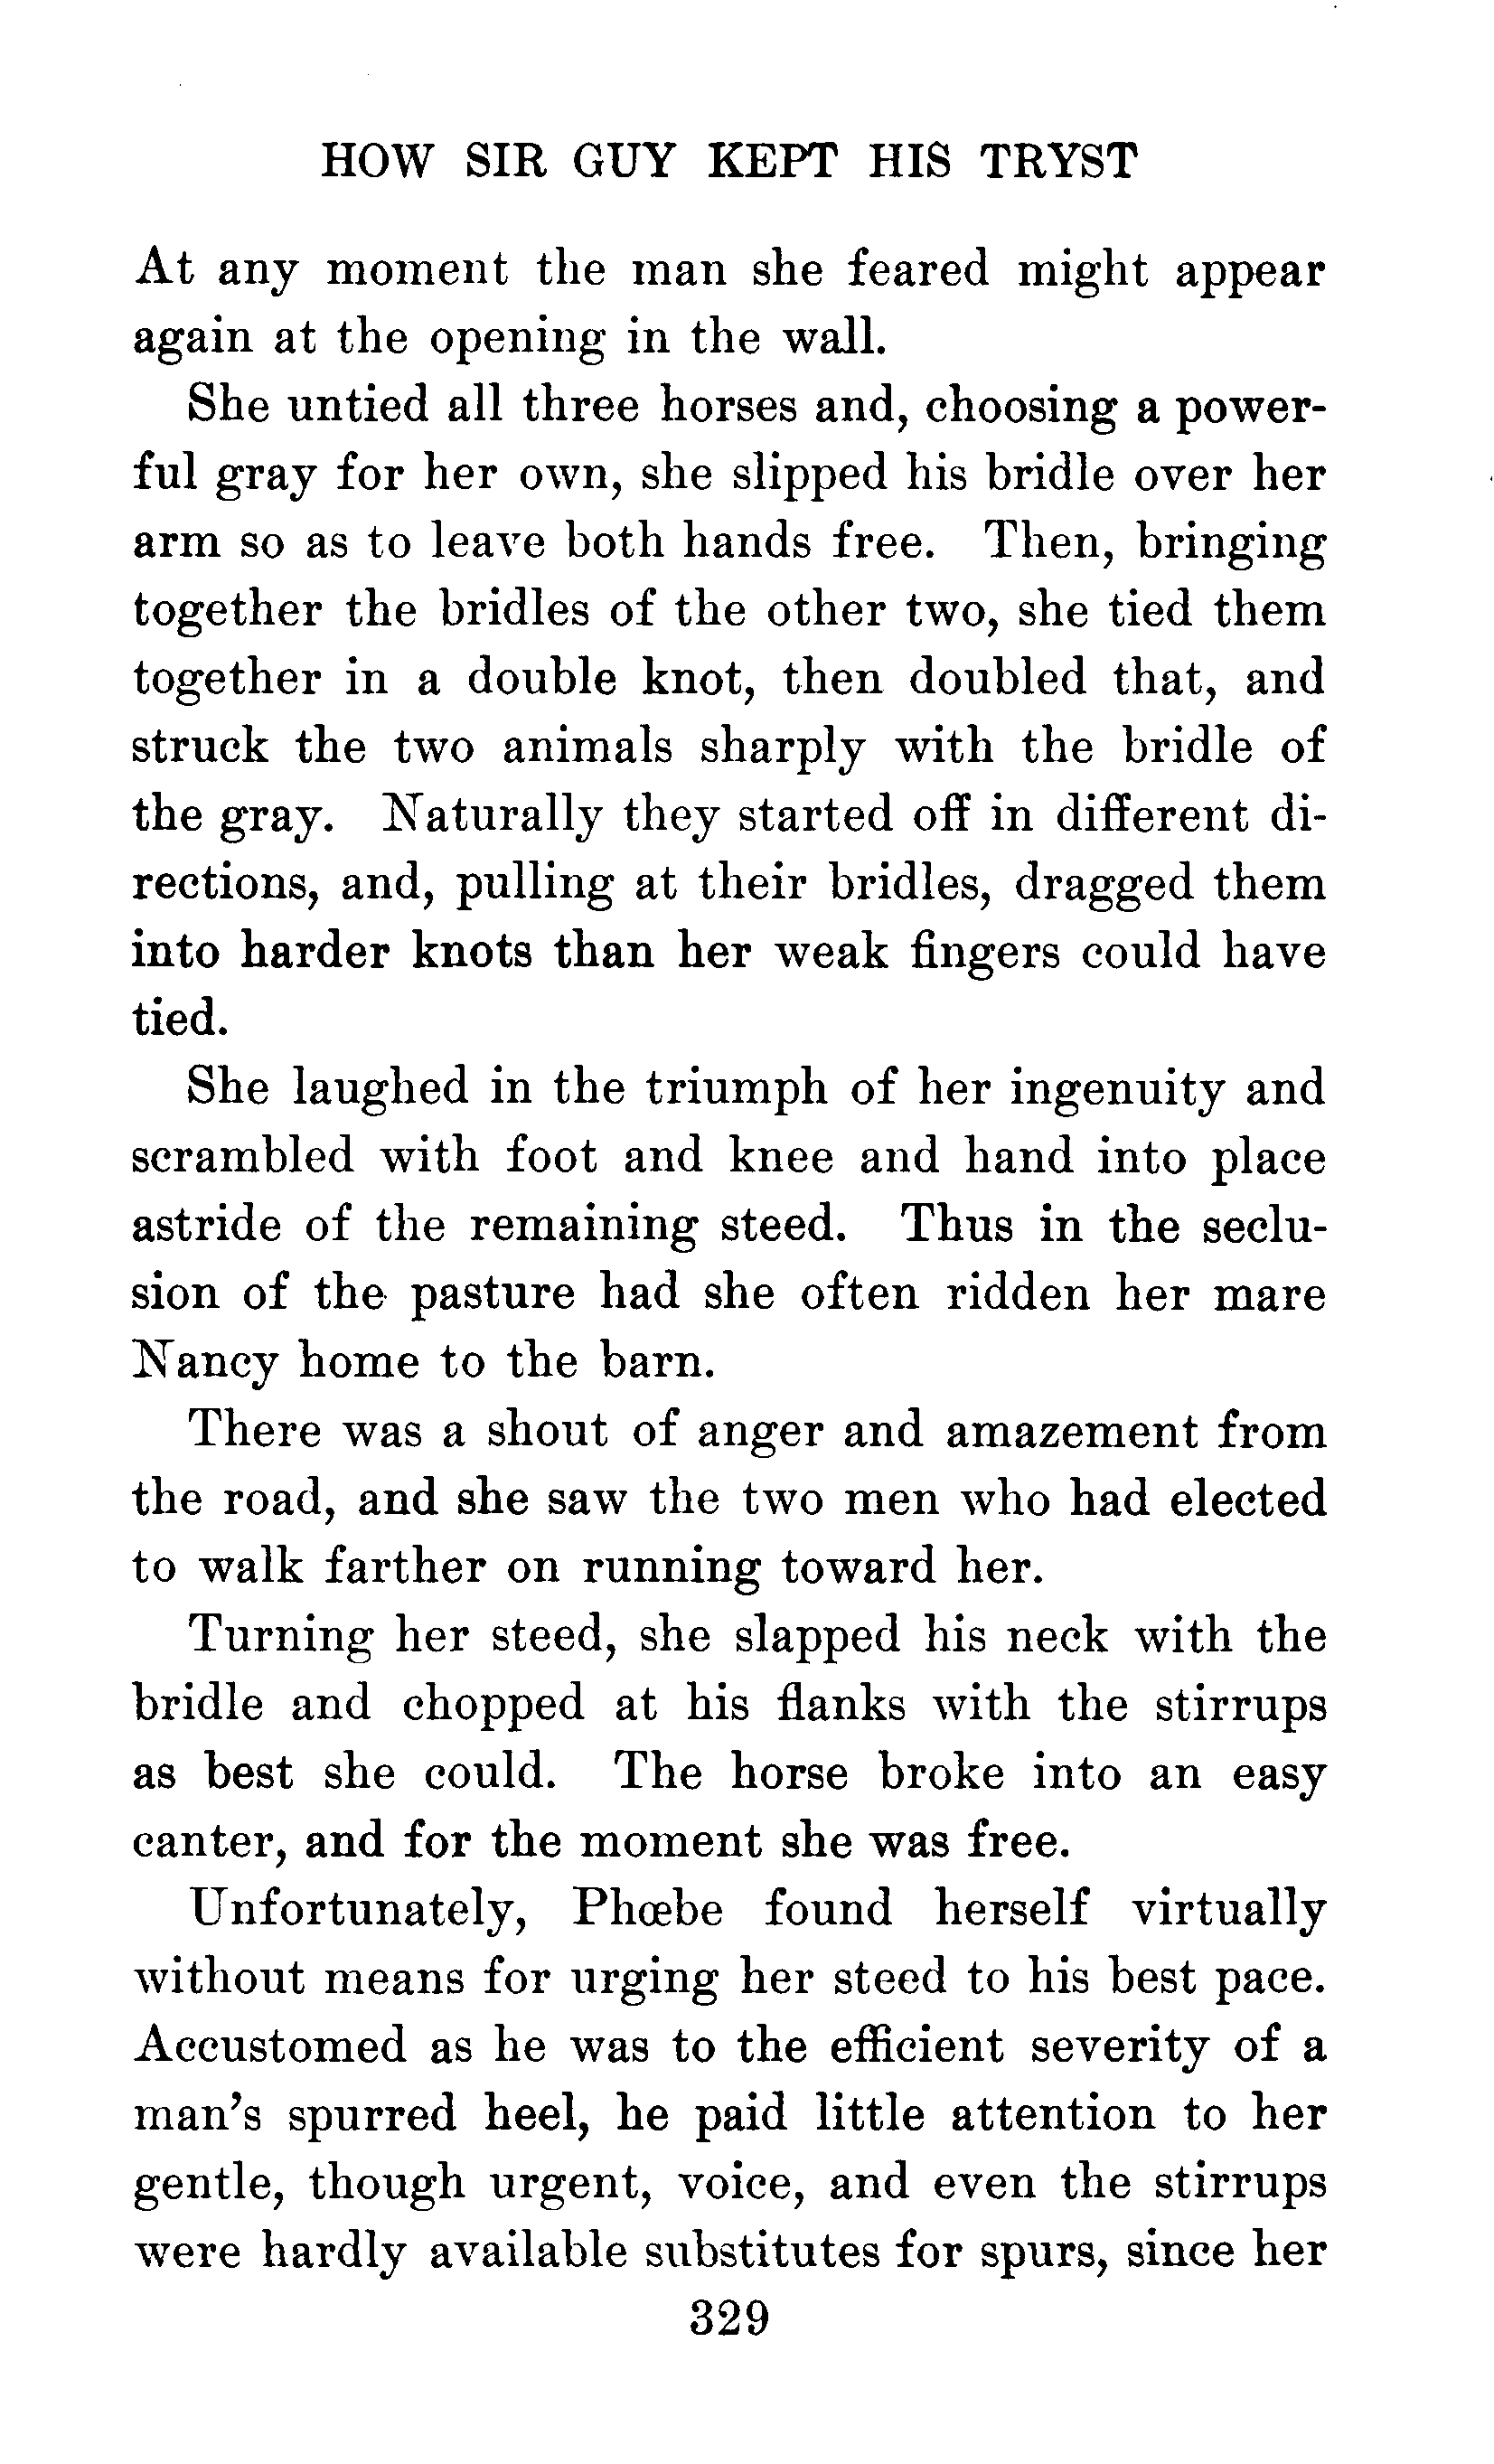 HOW SIR GUY KEPT HIS TRYST
At any moment the man she feared might appear
again at the opening in the wall.
She untied all three horses and, choosing a power-
ful gray for her own, she slipped his bridle over her
arm so as to leave both hands free. Then, bringing
together the bridles of the other two, she tied them
together in a double knot, then doubled that, and
struck the two animals sharply with the bridle of
the gray. Naturally they started off in different di-
rections, and, pulling at their bridles, dragged them
into harder knots than her weak fingers could have
tied.
She laughed in the triumph of her ingenuity and
scrambled with foot and knee and hand into place
astride of the remaining steed. Thus in the seclu-
sion of the pasture had she often ridden her mare
Nancy home to the barn.
There was a shout of anger and amazement from
the road, and she saw the two men who had elected
to walk farther on running toward her.
Turning her steed, she slapped his neck with the
bridle and chopped at his flanks with the stirrups
as best she could. The horse broke into an easy
canter, and for the moment she was free.
Unfortunately, Phœbe found herself virtually
without means for urging her steed to his best pace.
Accustomed as he was to the efficient severity of a
man's spurred heel, he paid little attention to her
gentle, though urgent, voice, and even the stirrups
were hardly available substitutes for spurs, since her
329